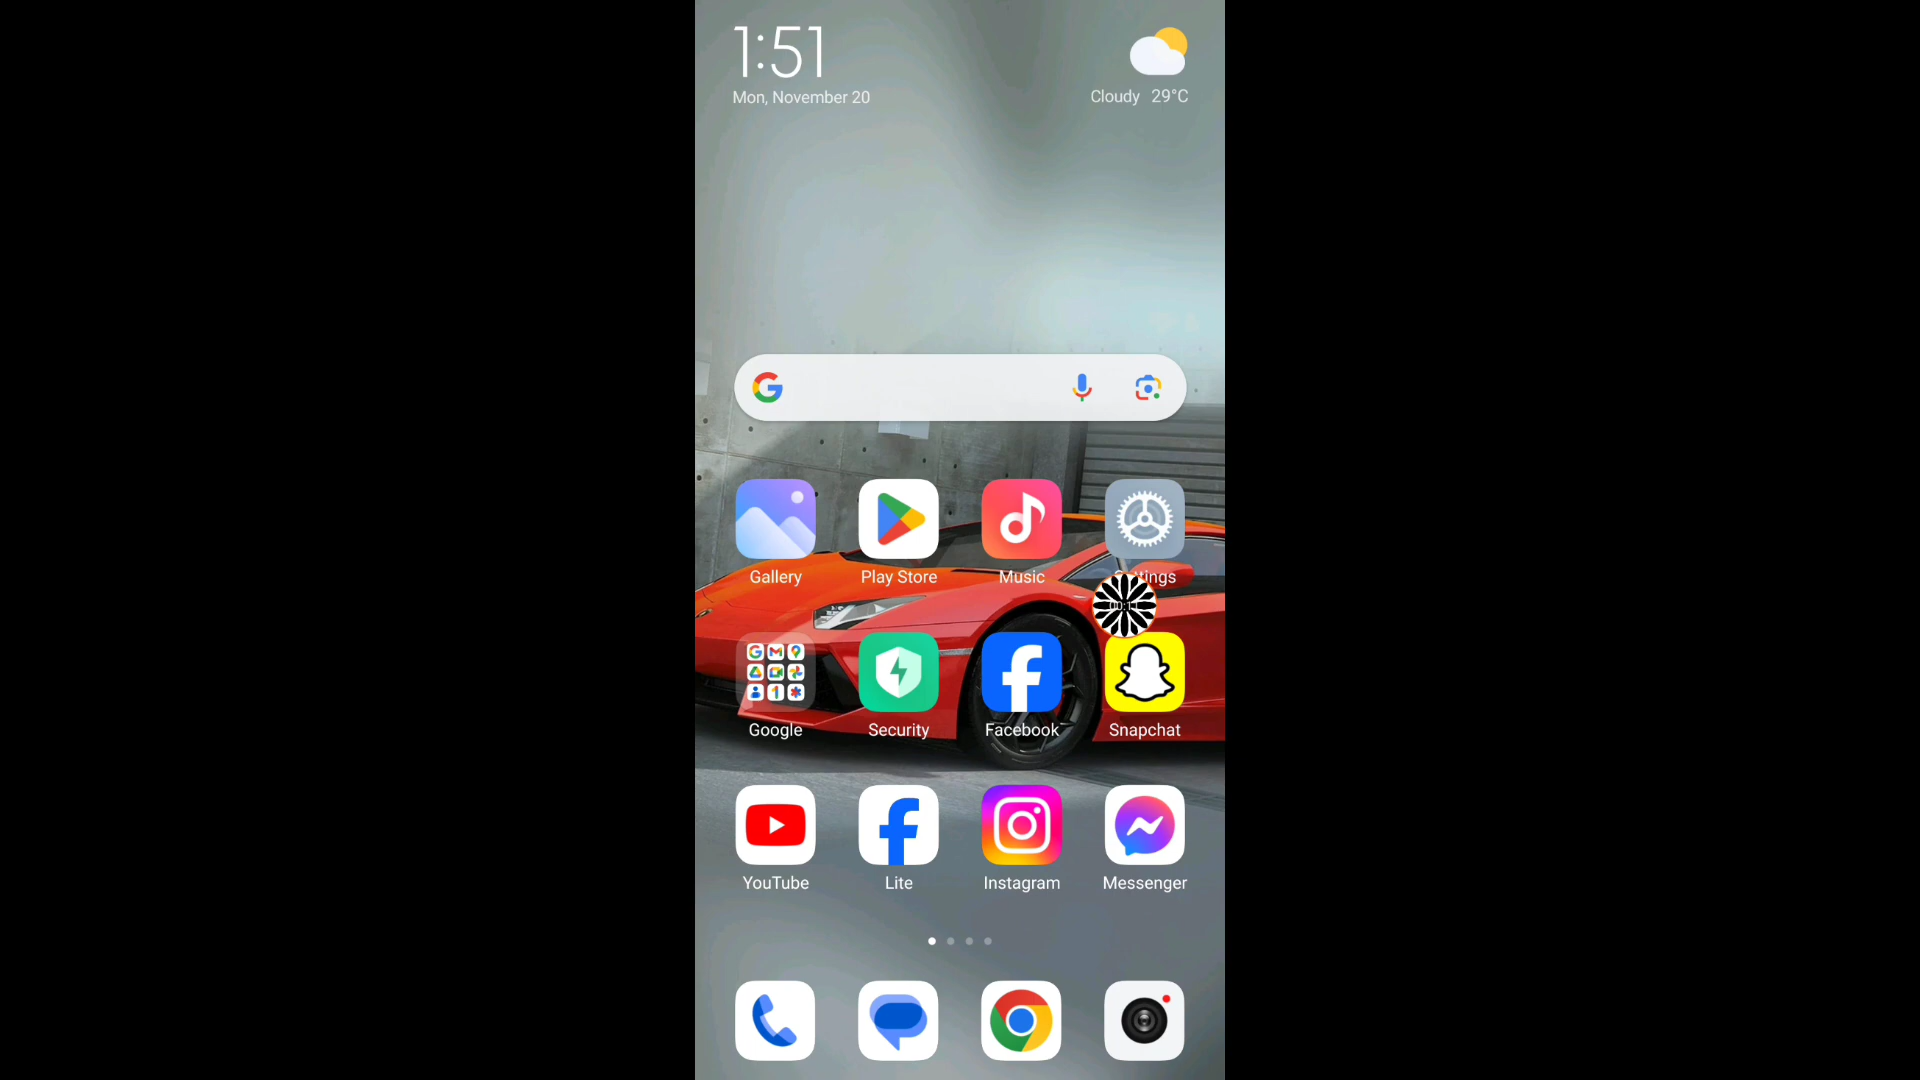 1:51
Mon, November 20
Cloudy 29°C
Gallery
Play Store
Music
Google
Security
Facebook
Snapchat
YouTube
Lite
Instagram
Messenger